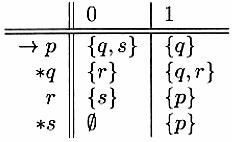 0 1
→ p {q, s} {q}
*q {r} {q, r}
r {s} {p}
*s ∅ {p}